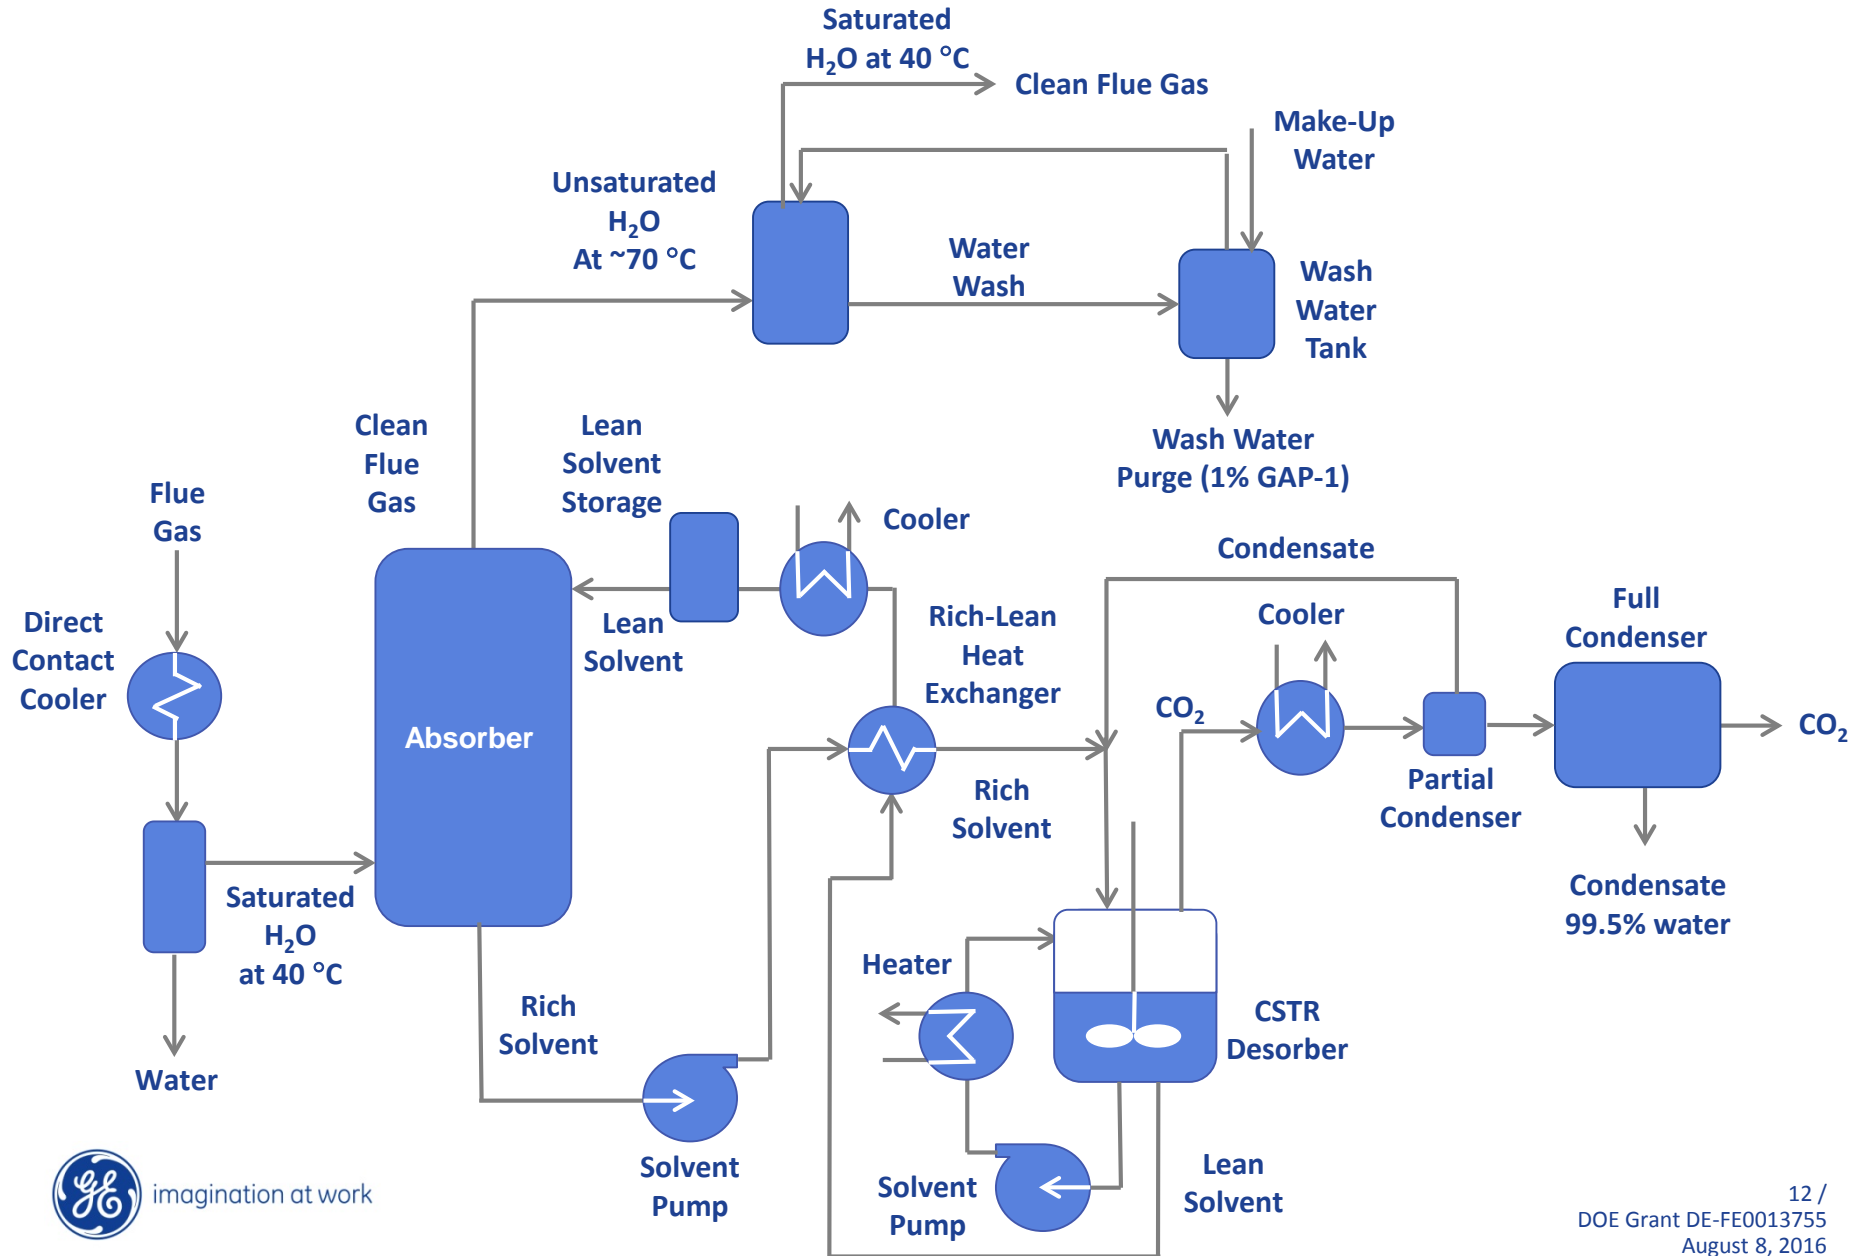 Saturated
H₂O at 40 °C
Clean Flue Gas
Make-Up
Water
Unsaturated
H₂O
At ~70 °C
Water
Wash
Wash
Water
Tank
Wash Water
Purge (1% GAP-1)
Clean
Flue
Gas
Lean
Solvent
Storage
Cooler
Flue
Gas
Direct
Contact
Cooler
Lean
Solvent
Rich-Lean
Heat
Exchanger
Condensate
Cooler
Full
Condenser
Absorber
CO₂
CO₂
Partial
Condenser
Rich
Solvent
Saturated
H₂O
at 40 °C
Condensate
99.5% water
Water
Rich
Solvent
Heater
CSTR
Desorber
Solvent
Pump
Solvent
Pump
Lean
Solvent
GE
imagination at work
12 /
DOE Grant DE-FE0013755
August 8, 2016